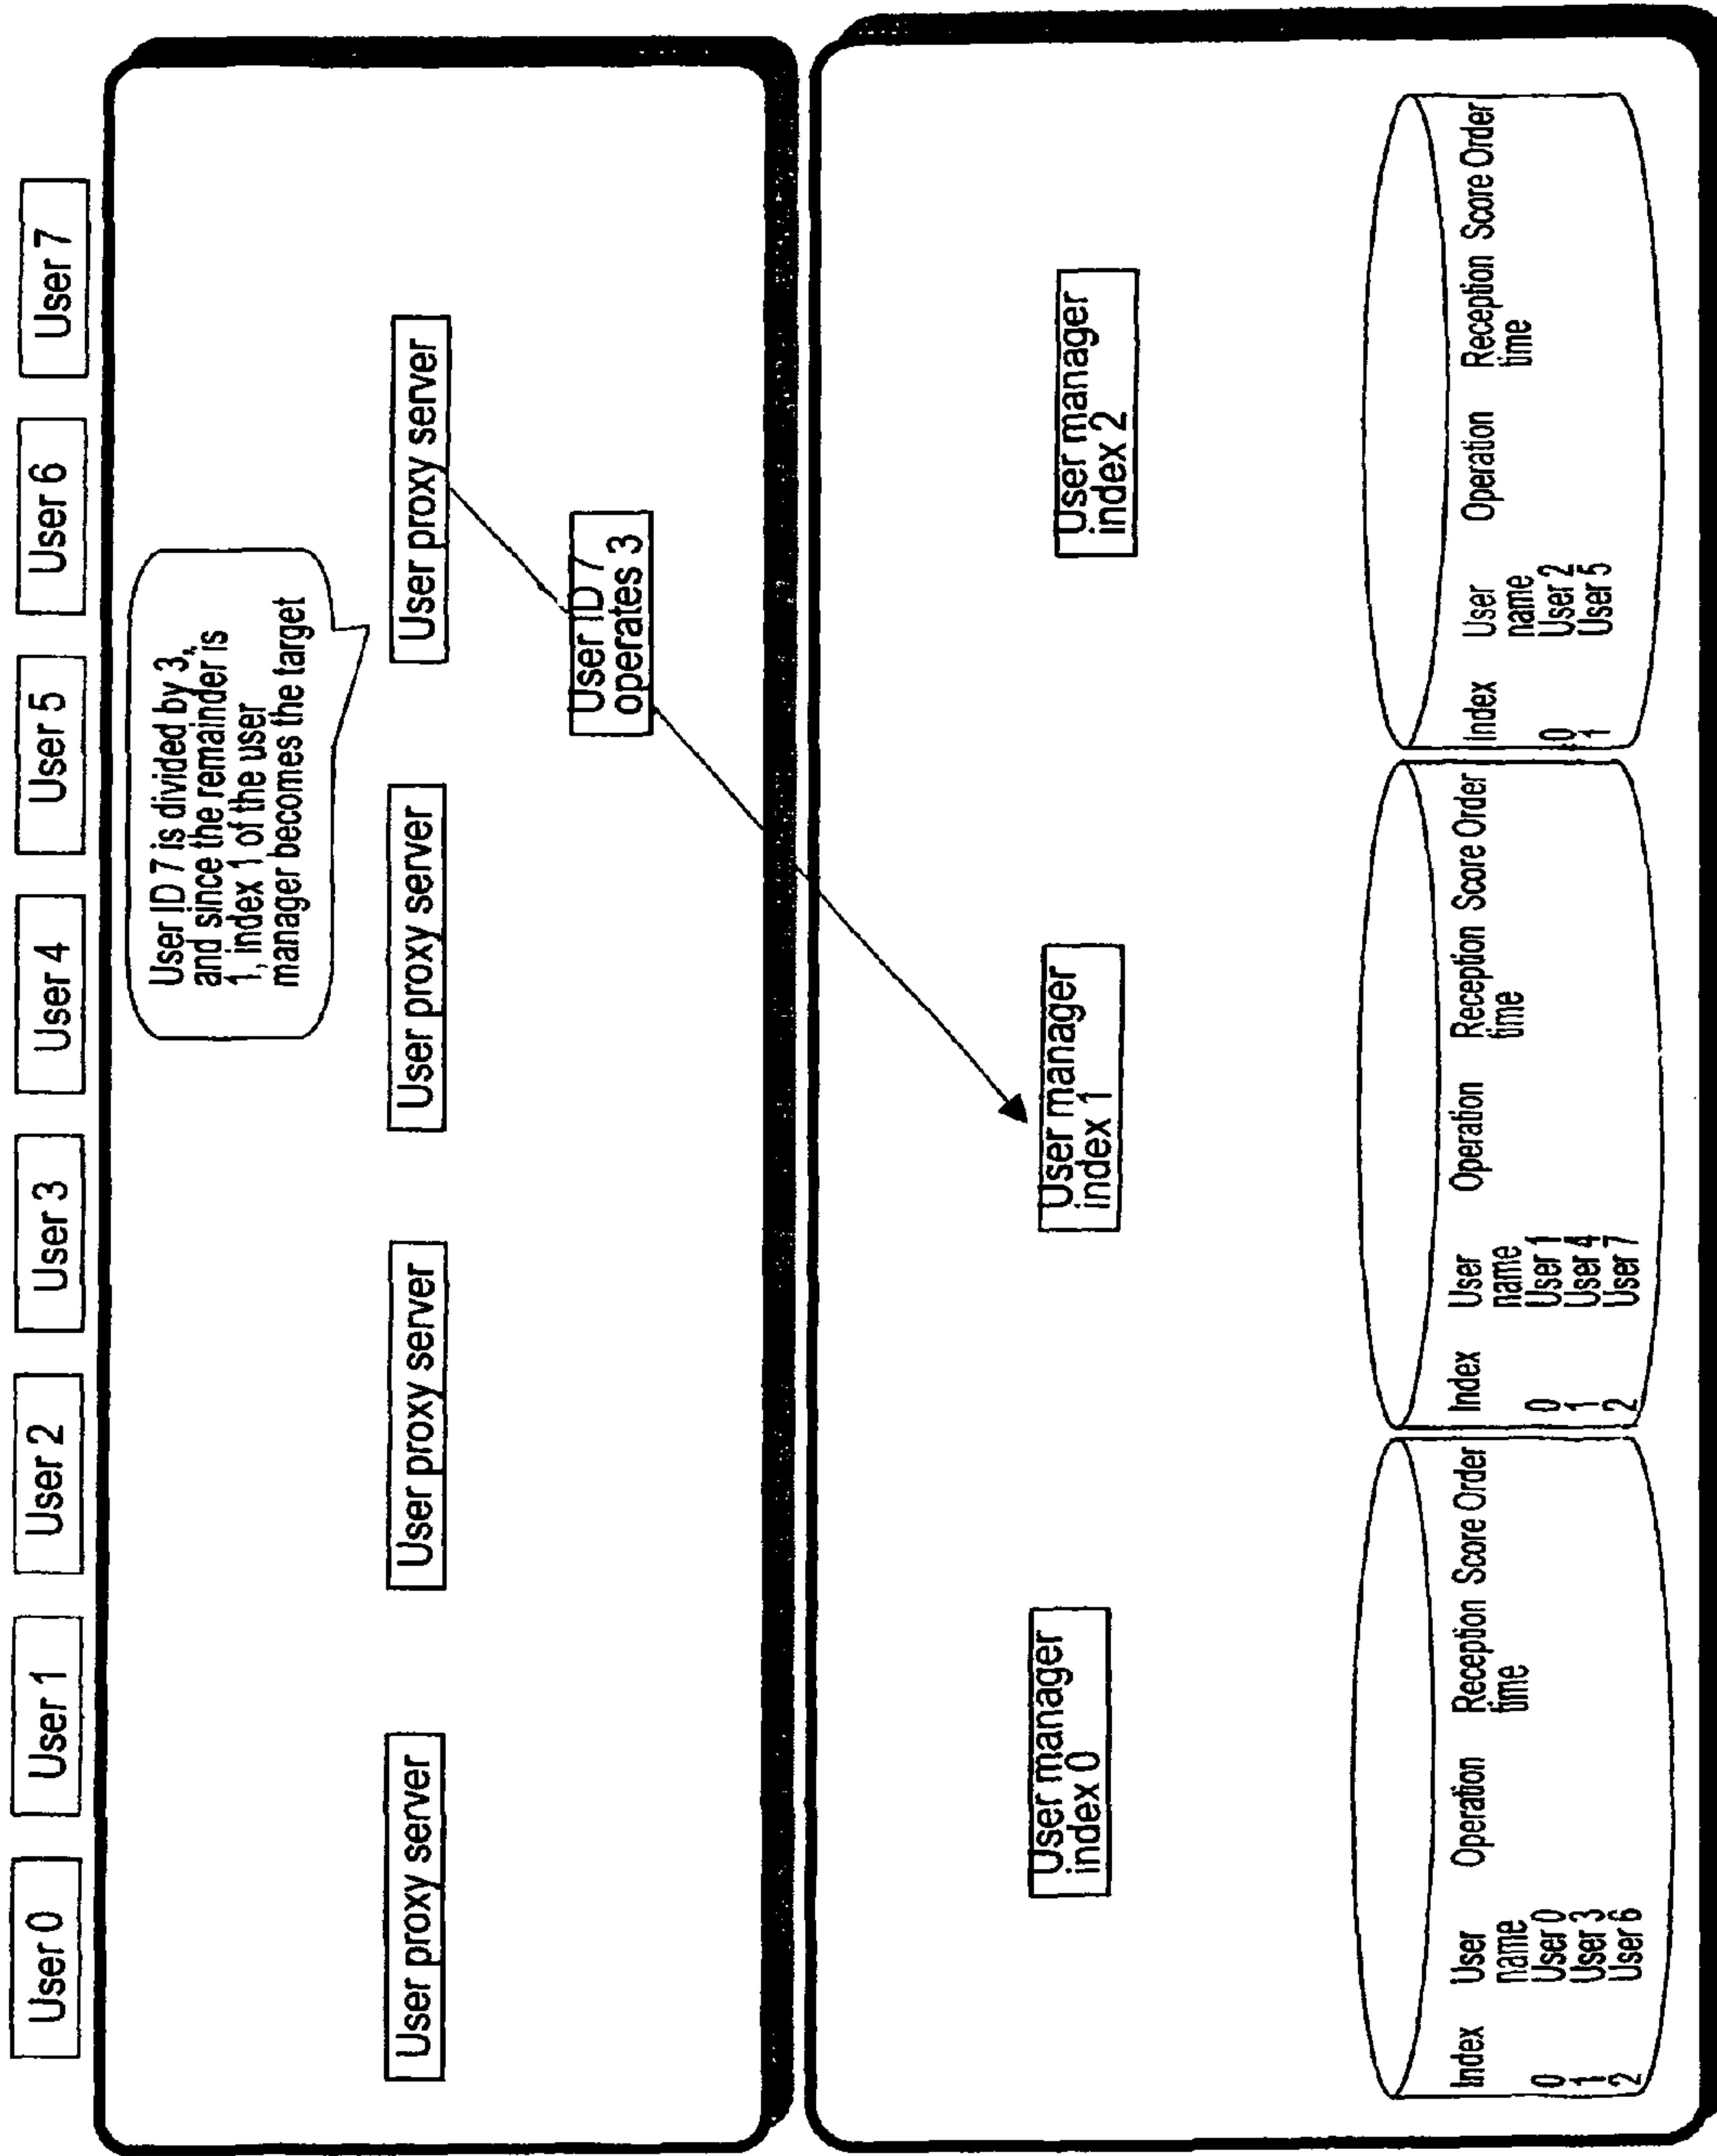 User 0
User 1
User 2
User 3
User 4
User 5
User 6
User 7
User ID 7 is divided by 3,
and since the remainder is
1, index 1 of the user
manager becomes the target
User proxy server
User proxy server
User proxy server
User proxy server
User ID 7
operates 3
User manager
index 0
User manager
index 1
User manager
index 2
Index User Operation Reception Score Order
name time
0 User 0
1 User 3
2 User 6
Index User Operation Reception Score Order
name time
0 User 1
1 User 4
2 User 7
Index User Operation Reception Score Order
name time
0 User 2
1 User 5